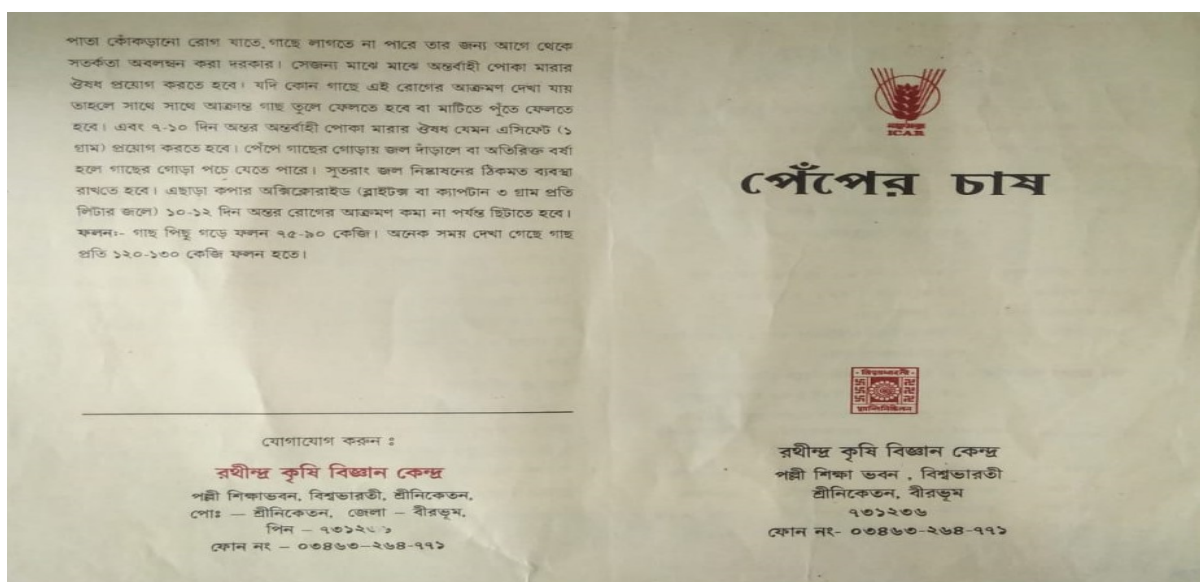 পাতা কোঁকড়ানো রোগ যাতে গাছে লাগতে না পারে তার জন্য আগে থেকে
সতর্কতা অবলম্বন করা দরকার। সেজন্য মাঝে মাঝে অন্তর্বাহী পোকা মারার
ঔষধ প্রয়োগ করতে হবে। যদি কোন গাছে এই রোগের আক্রমণ দেখা যায়
তাহলে সাথে সাথে আক্রান্ত গাছ তুলে ফেলতে হবে বা মাটিতে পুঁতে ফেলতে
হবে। এবং ৭-১০ দিন অন্তর অন্তর্বাহী পোকা মারার ঔষধ যেমন এসিফেট (১
গ্রাম) প্রয়োগ করতে হবে। পেঁপে গাছের গোড়ায় জল দাঁড়ালে বা অতিরিক্ত বর্ষা
হলে গাছের গোড়া পচে যেতে পারে। সুতরাং জল নিষ্কাষনের ঠিকমত ব্যবস্থা
রাখতে হবে। এছাড়া কপার অক্সিক্লোরাইড (ব্লাইটক্স বা ক্যাপটান ৩ গ্রাম প্রতি
লিটার জলে) ১০-১২ দিন অন্তর রোগের আক্রমণ কমা না পর্যন্ত ছিটাতে হবে।
ফলন:- গাছ পিছু গড়ে ফলন ৭৫-৯০ কেজি। অনেক সময় দেখা গেছে গাছ
প্রতি ১২০-১৩০ কেজি ফলন হতে।
যোগাযোগ করুন :
রথীন্দ্র কৃষি বিজ্ঞান কেন্দ্র
পল্লী শিক্ষাভবন, বিশ্বভারতী, শ্রীনিকেতন,
পোঃ – শ্রীনিকেতন, জেলা – বীরভূম,
পিন –
ফোন নং – ০৩৪৬৩-২৬৪-৭৭১
ICAR
পেঁপের চাষ
বিশ্বভারতী
শান্তিনিকেতন
রথীন্দ্র কৃষি বিজ্ঞান কেন্দ্র
পল্লী শিক্ষা ভবন , বিশ্বভারতী
শ্রীনিকেতন, বীরভূম
৭৩১২৩৬
ফোন নং- ০৩৪৬৩-২৬৪-৭৭১